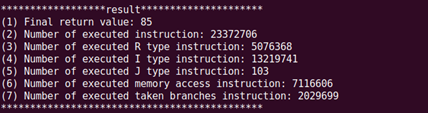 ******************result*********************
(1) Final return value: 85
(2) Number of executed instruction: 23372706
(3) Number of executed R type instruction: 5076368
(4) Number of executed I type instruction: 13219741
(5) Number of executed J type instruction: 103
(6) Number of executed memory access instruction: 7116606
(7) Number of executed taken branches instruction: 2029699
*********************************************